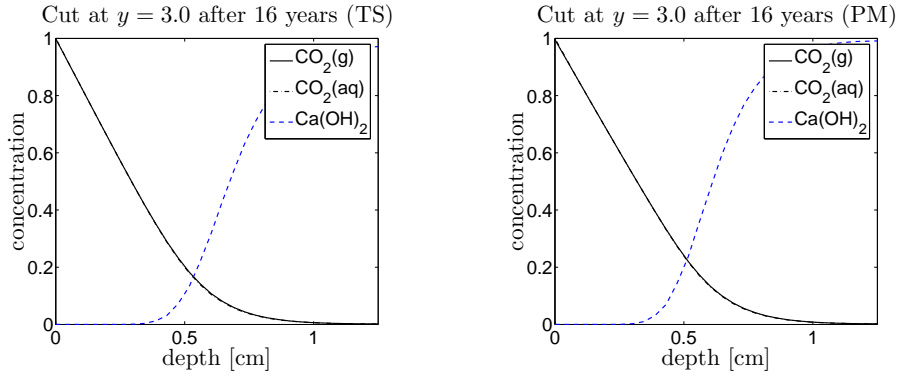 Cut at y = 3.0 after 16 years (TS)
1
0.8
0.6
0.4
0.2
0
concentration
CO2(g)
CO2(aq)
Ca(OH)2
0
0.5
1
depth [cm]
Cut at y = 3.0 after 16 years (PM)
1
0.8
0.6
0.4
0.2
0
concentration
CO2(g)
CO2(aq)
Ca(OH)2
0
0.5
1
depth [cm]